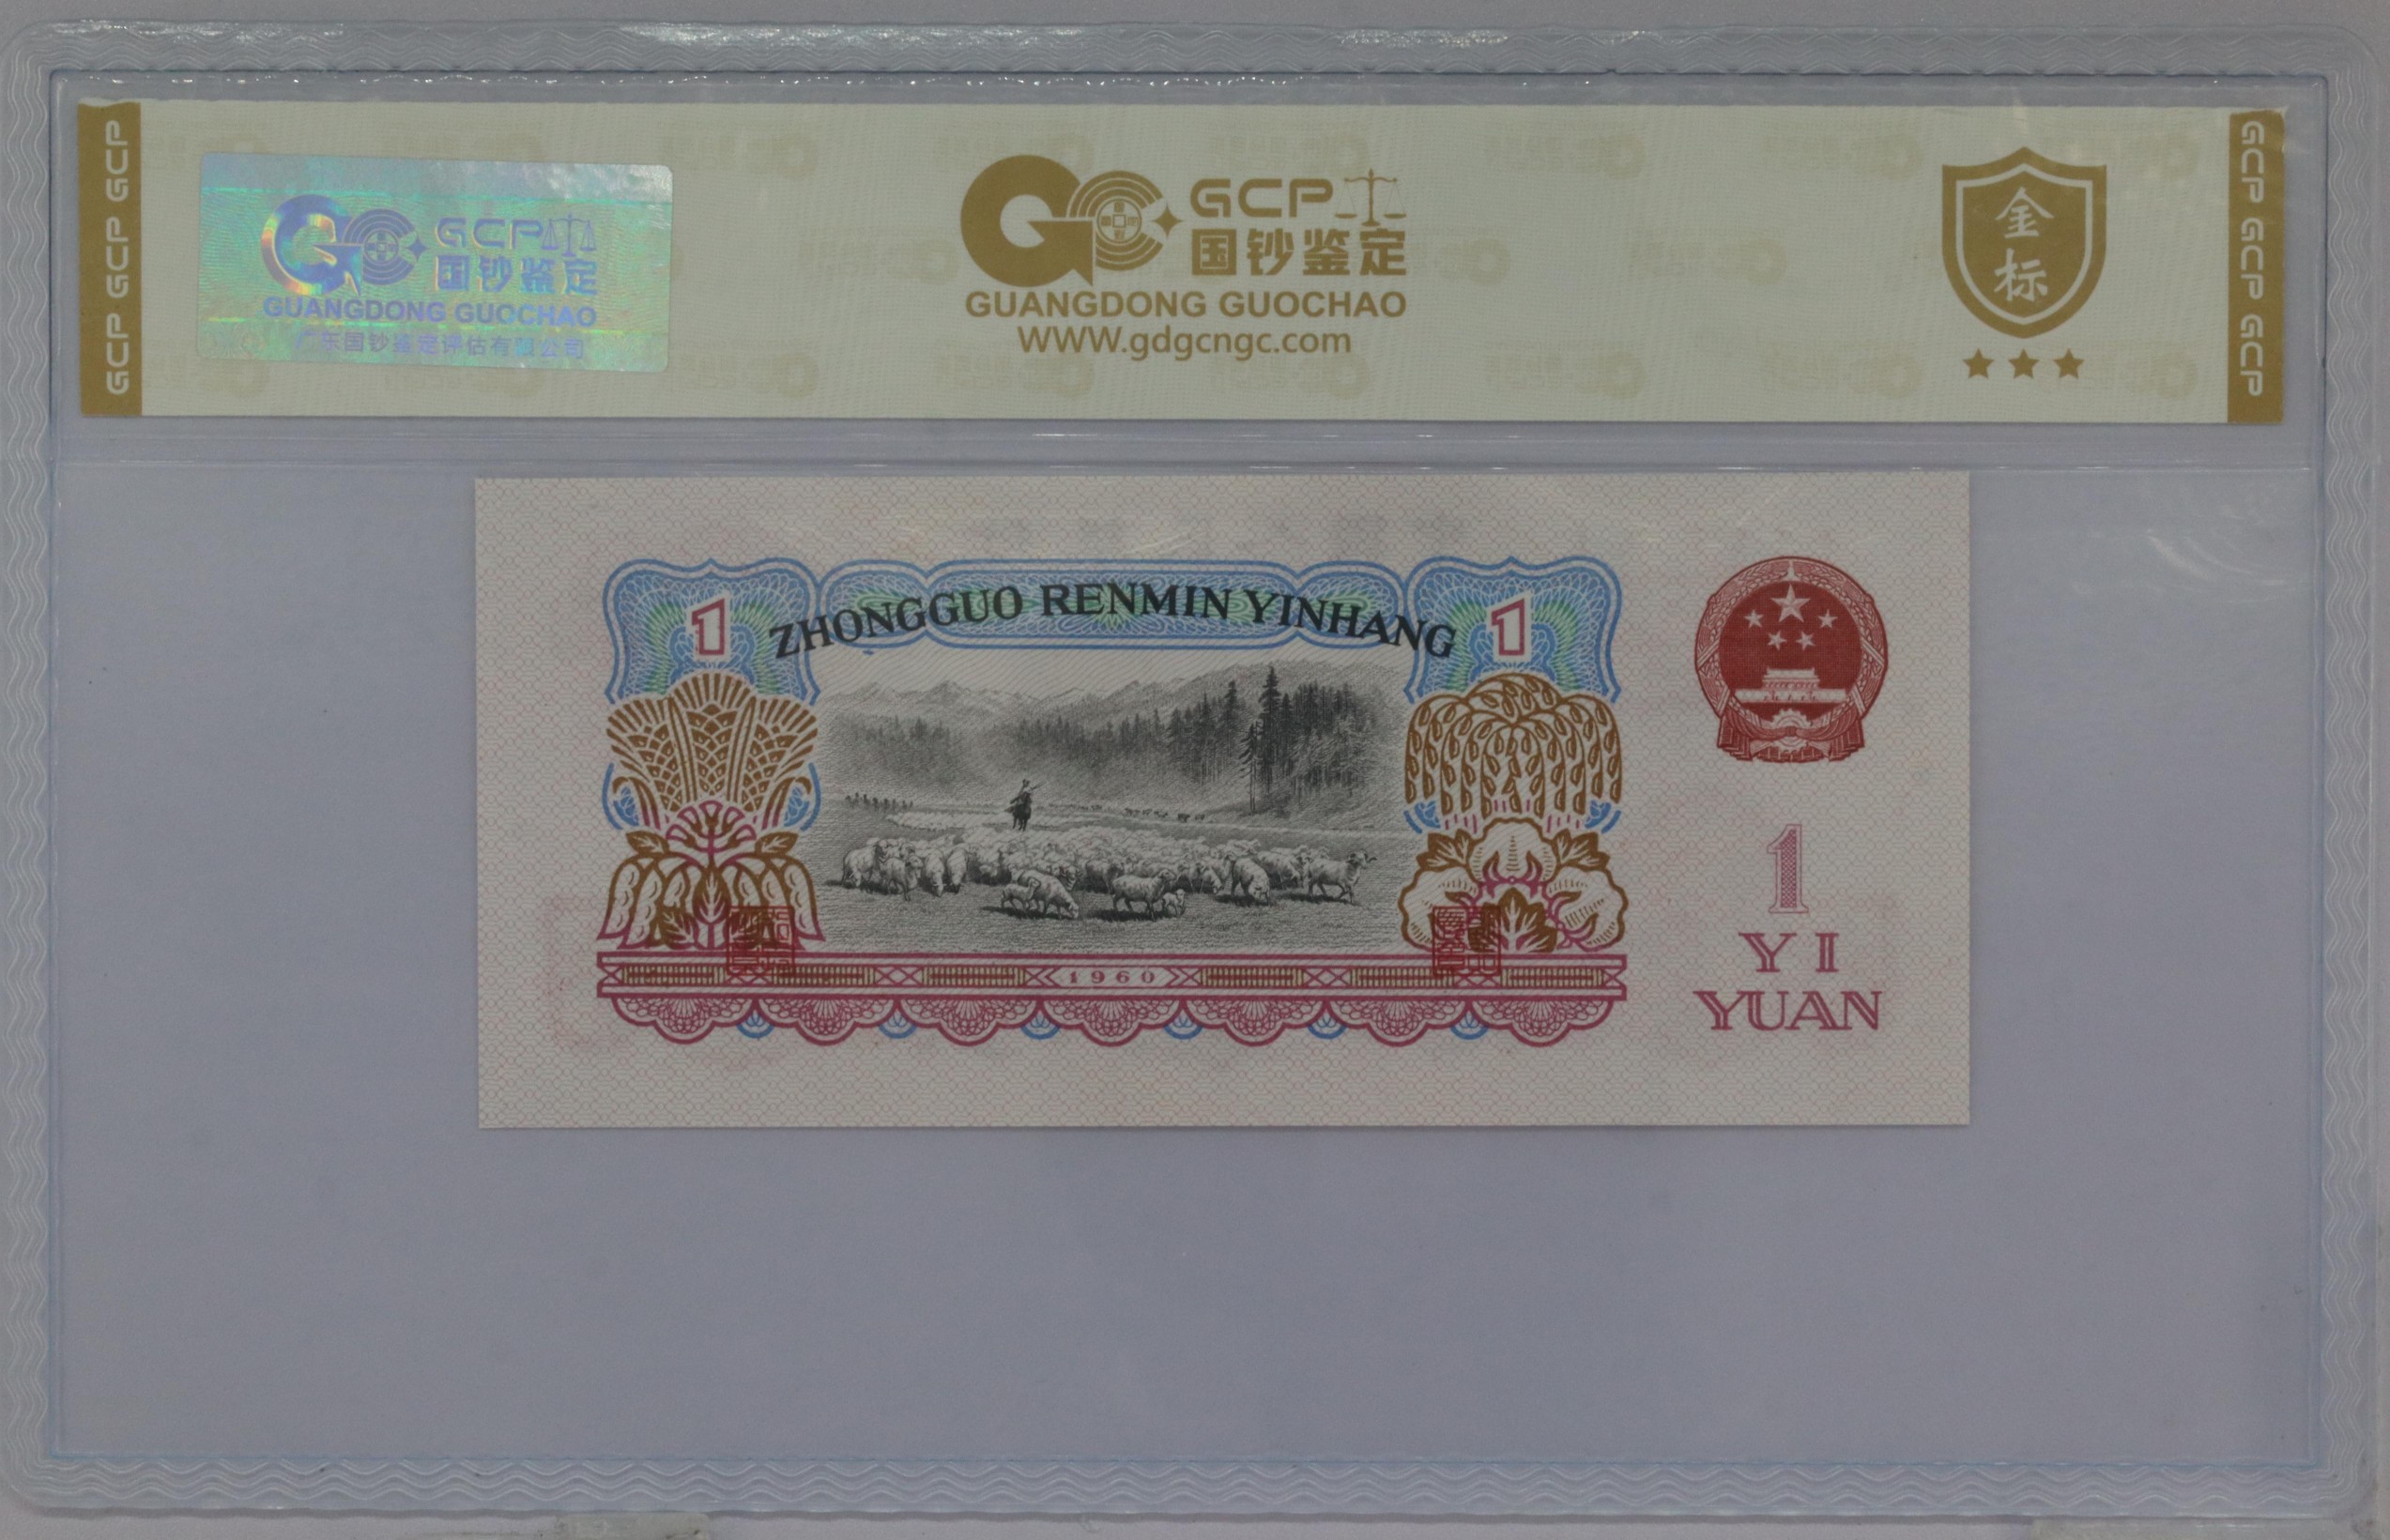 GCP GCP GCP
GCP
国钞鉴定
GUANGDONG GUOCHAO
广东国钞鉴定评估有限公司
GCP
国钞鉴定
GUANGDONG GUOCHAO
www.gdgcngc.com
金
标
GCP GCP GCP
ZHONGGUO RENMIN YINHANG
1
1
1960
1
YI
YUAN